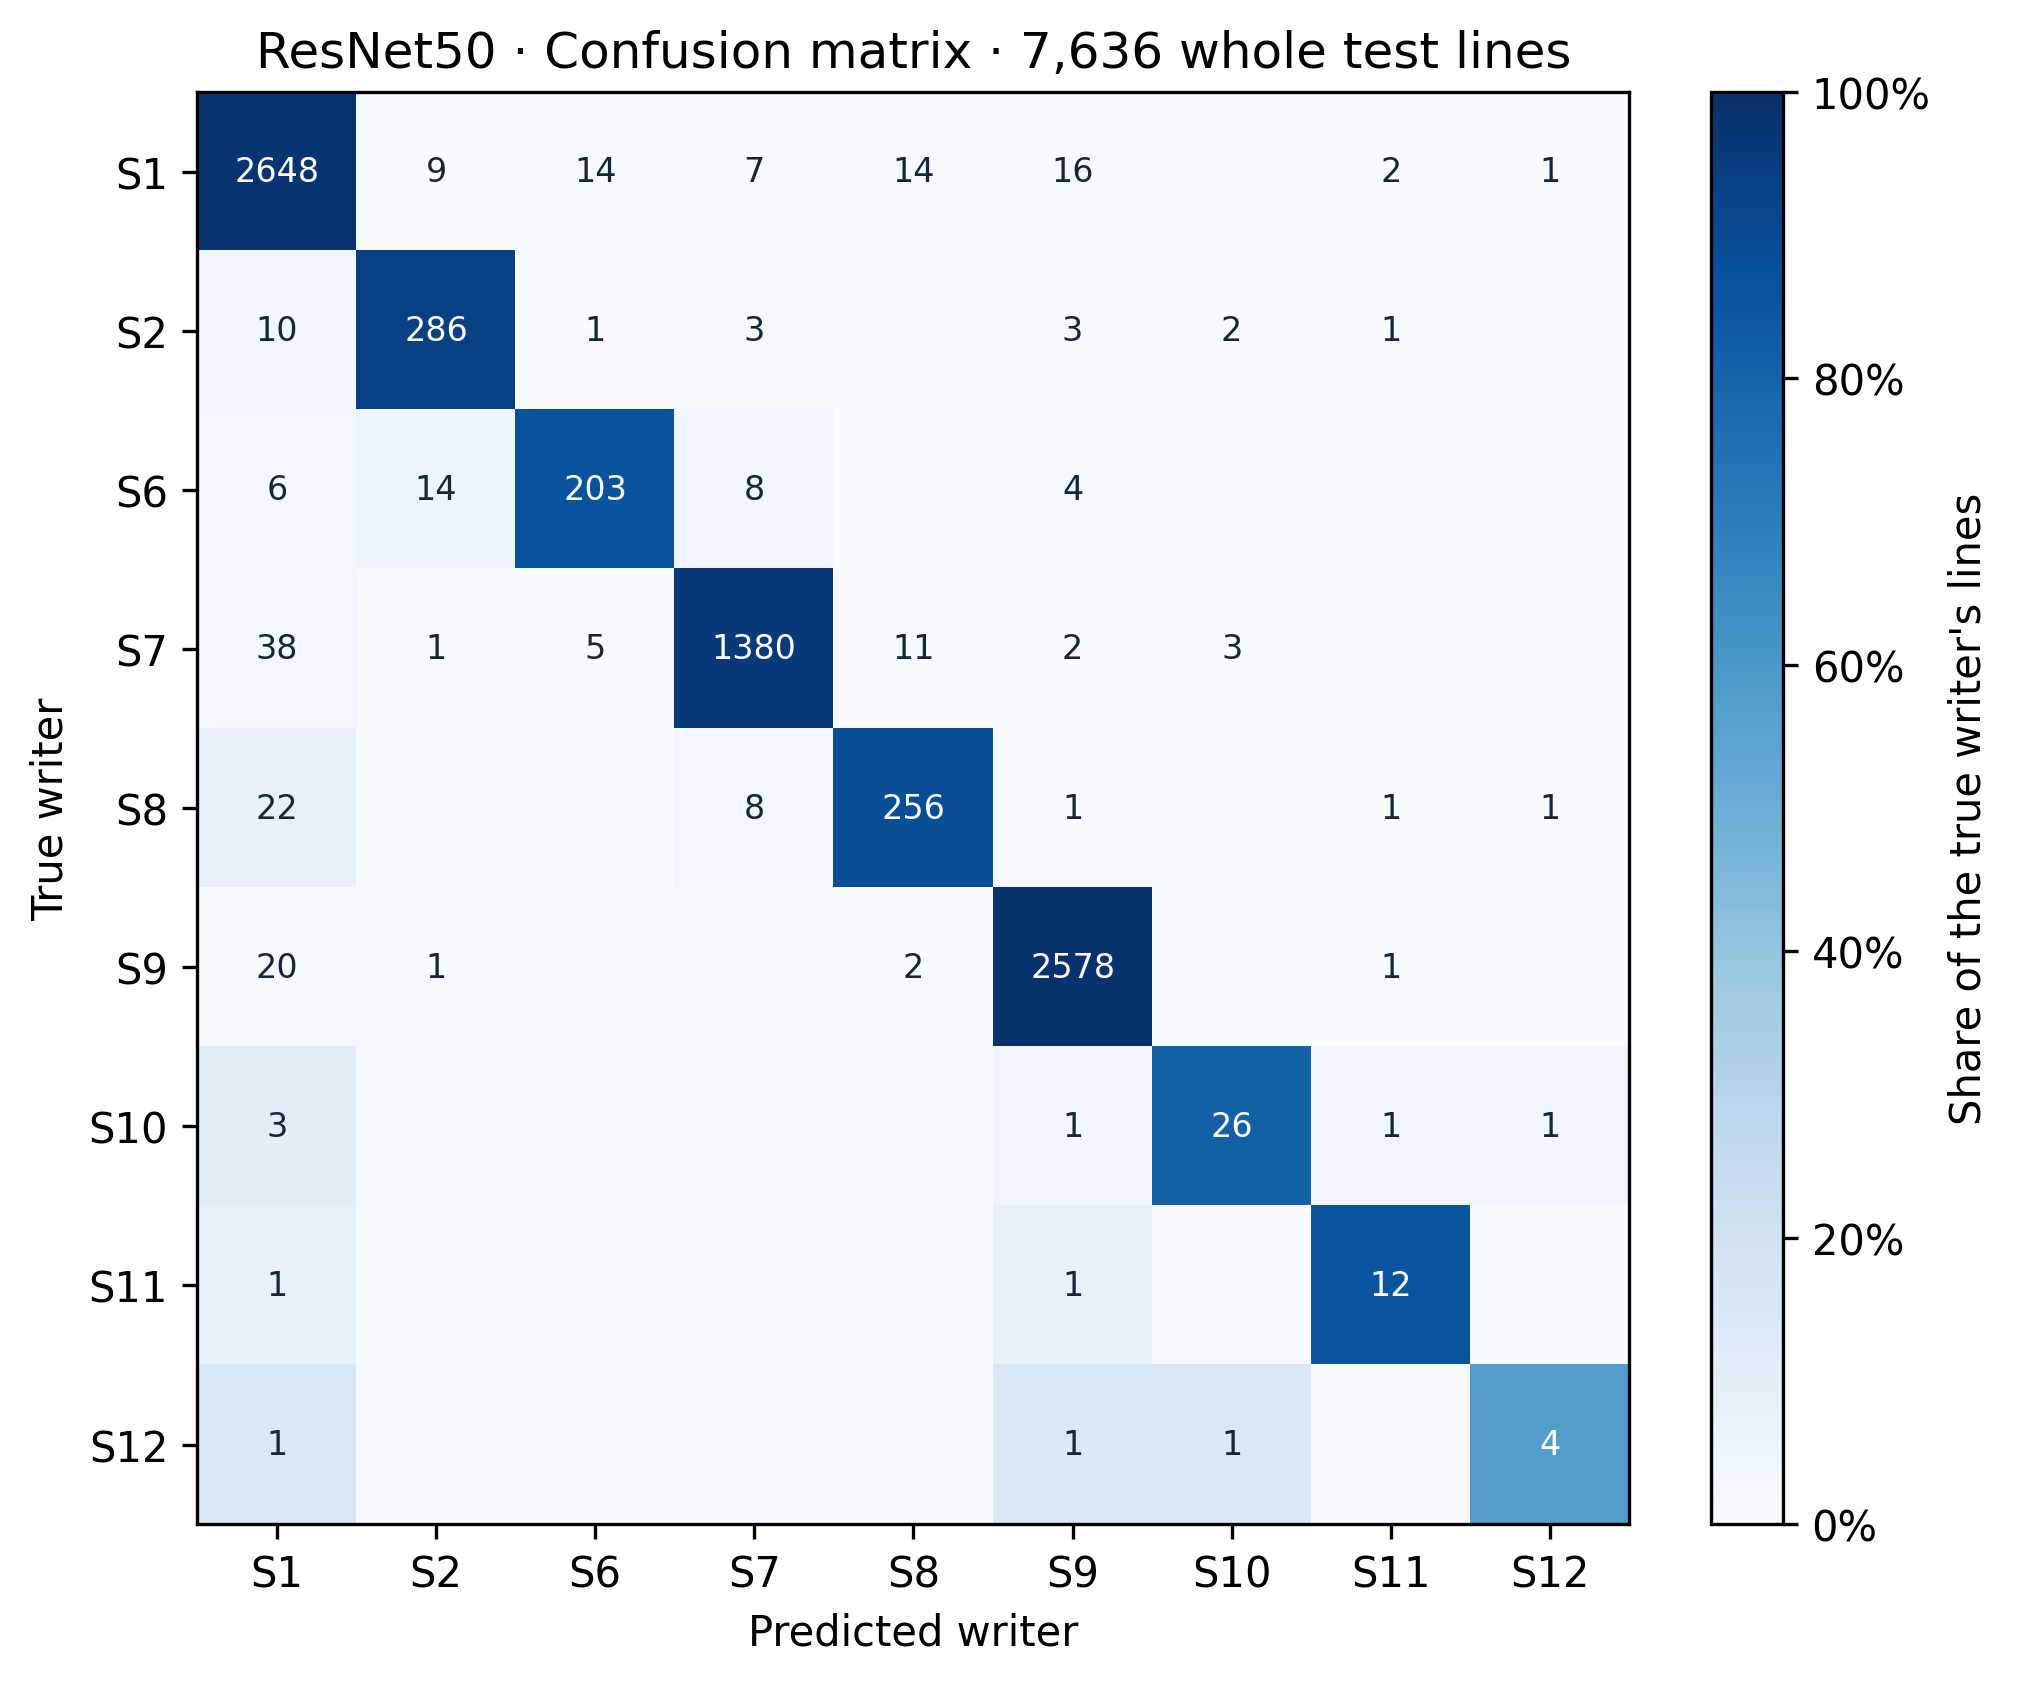 ResNet50 · Confusion matrix · 7,636 whole test lines
S1 2648 9 14 7 14 16 2 1
S2 10 286 1 3 3 2 1
S6 6 14 203 8 4
S7 38 1 5 1380 11 2 3
S8 22 8 256 1 1 1
S9 20 1 2 2578 1
S10 3 1 26 1 1
S11 1 1 12
S12 1 1 1 4
S1 S2 S6 S7 S8 S9 S10 S11 S12
Predicted writer
True writer
100%
80%
60%
40%
20%
0%
Share of the true writer's lines